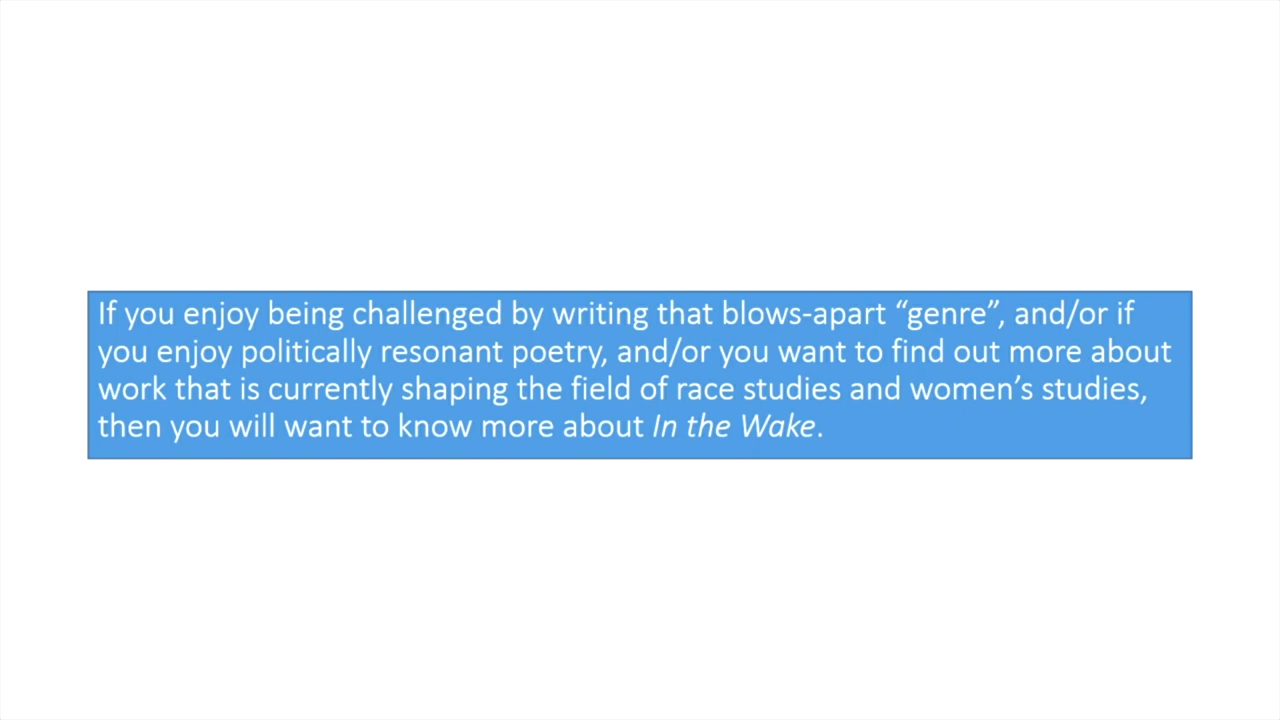 If you enjoy being challenged by writing that blows-apart “genre”, and/or if
you enjoy politically resonant poetry, and/or you want to find out more about
work that is currently shaping the field of race studies and women’s studies,
then you will want to know more about In the Wake.